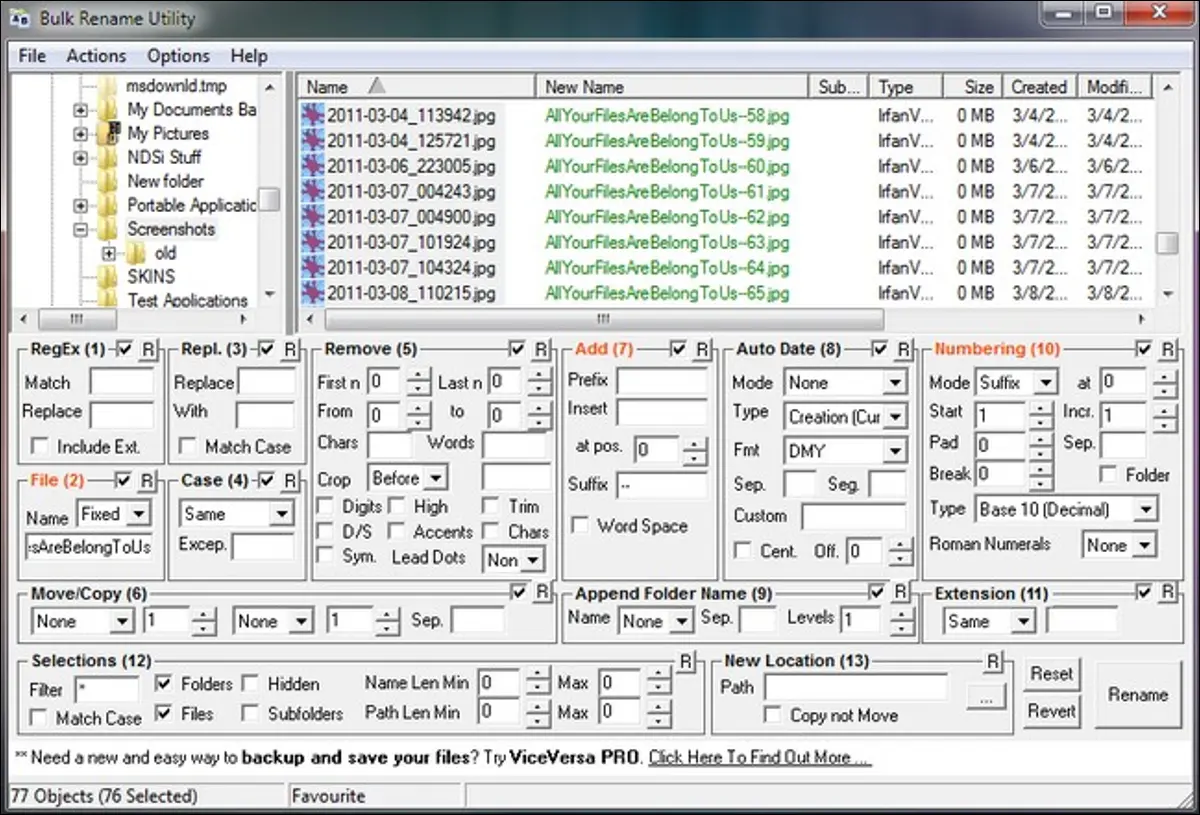 Bulk Rename Utility
File Actions Options Help
msdownld.tmp
My Documents Ba
My Pictures
NDSi Stuff
New folder
Portable Applicatic
Screenshots
old
SKINS
Test Applications
Name New Name Sub... Type Size Created Modifi...
2011-03-04_113942.jpg AllYourFilesAreBelongToUs--58.jpg IrfanV... 0 MB 3/4/2... 3/4/2...
2011-03-04_125721.jpg AllYourFilesAreBelongToUs--59.jpg IrfanV... 0 MB 3/4/2... 3/4/2...
2011-03-06_223005.jpg AllYourFilesAreBelongToUs--60.jpg IrfanV... 0 MB 3/6/2... 3/6/2...
2011-03-07_004243.jpg AllYourFilesAreBelongToUs--61.jpg IrfanV... 0 MB 3/7/2... 3/7/2...
2011-03-07_004900.jpg AllYourFilesAreBelongToUs--62.jpg IrfanV... 0 MB 3/7/2... 3/7/2...
2011-03-07_101924.jpg AllYourFilesAreBelongToUs--63.jpg IrfanV... 0 MB 3/7/2... 3/7/2...
2011-03-07_104324.jpg AllYourFilesAreBelongToUs--64.jpg IrfanV... 0 MB 3/7/2... 3/7/2...
2011-03-08_110215.jpg AllYourFilesAreBelongToUs--65.jpg IrfanV... 0 MB 3/8/2... 3/8/2...
RegEx (1) R
Match
Replace
Include Ext.
Repl. (3) R
Replace
With
Match Case
Remove (5) R
First n 0 Last n 0
From 0 to 0
Chars Words
Crop Before
Digits High Trim
D/S Accents Chars
Sym. Lead Dots Non
Add (7) R
Prefix
Insert
at pos. 0
Suffix --
Word Space
Auto Date (8) R
Mode None
Type Creation (Cur
Fmt DMY
Sep. Seg.
Custom
Cent. Off. 0
Numbering (10) R
Mode Suffix at 0
Start 1 Incr. 1
Pad 0 Sep.
Break 0 Folder
Type Base 10 (Decimal)
Roman Numerals None
File (2) R
Name Fixed
sAreBelongToUs
Case (4) R
Same
Excep.
Move/Copy (6) R
None 1 None 1 Sep.
Append Folder Name (9) R
Name None Sep. Levels 1
Extension (11) R
Same
Selections (12) R
Filter * Folders Hidden Name Len Min 0 Max 0
Match Case Files Subfolders Path Len Min 0 Max 0
New Location (13) R
Path ...
Copy not Move
Reset
Revert
Rename
** Need a new and easy way to backup and save your files? Try ViceVersa PRO. Click Here To Find Out More ...
77 Objects (76 Selected) Favourite